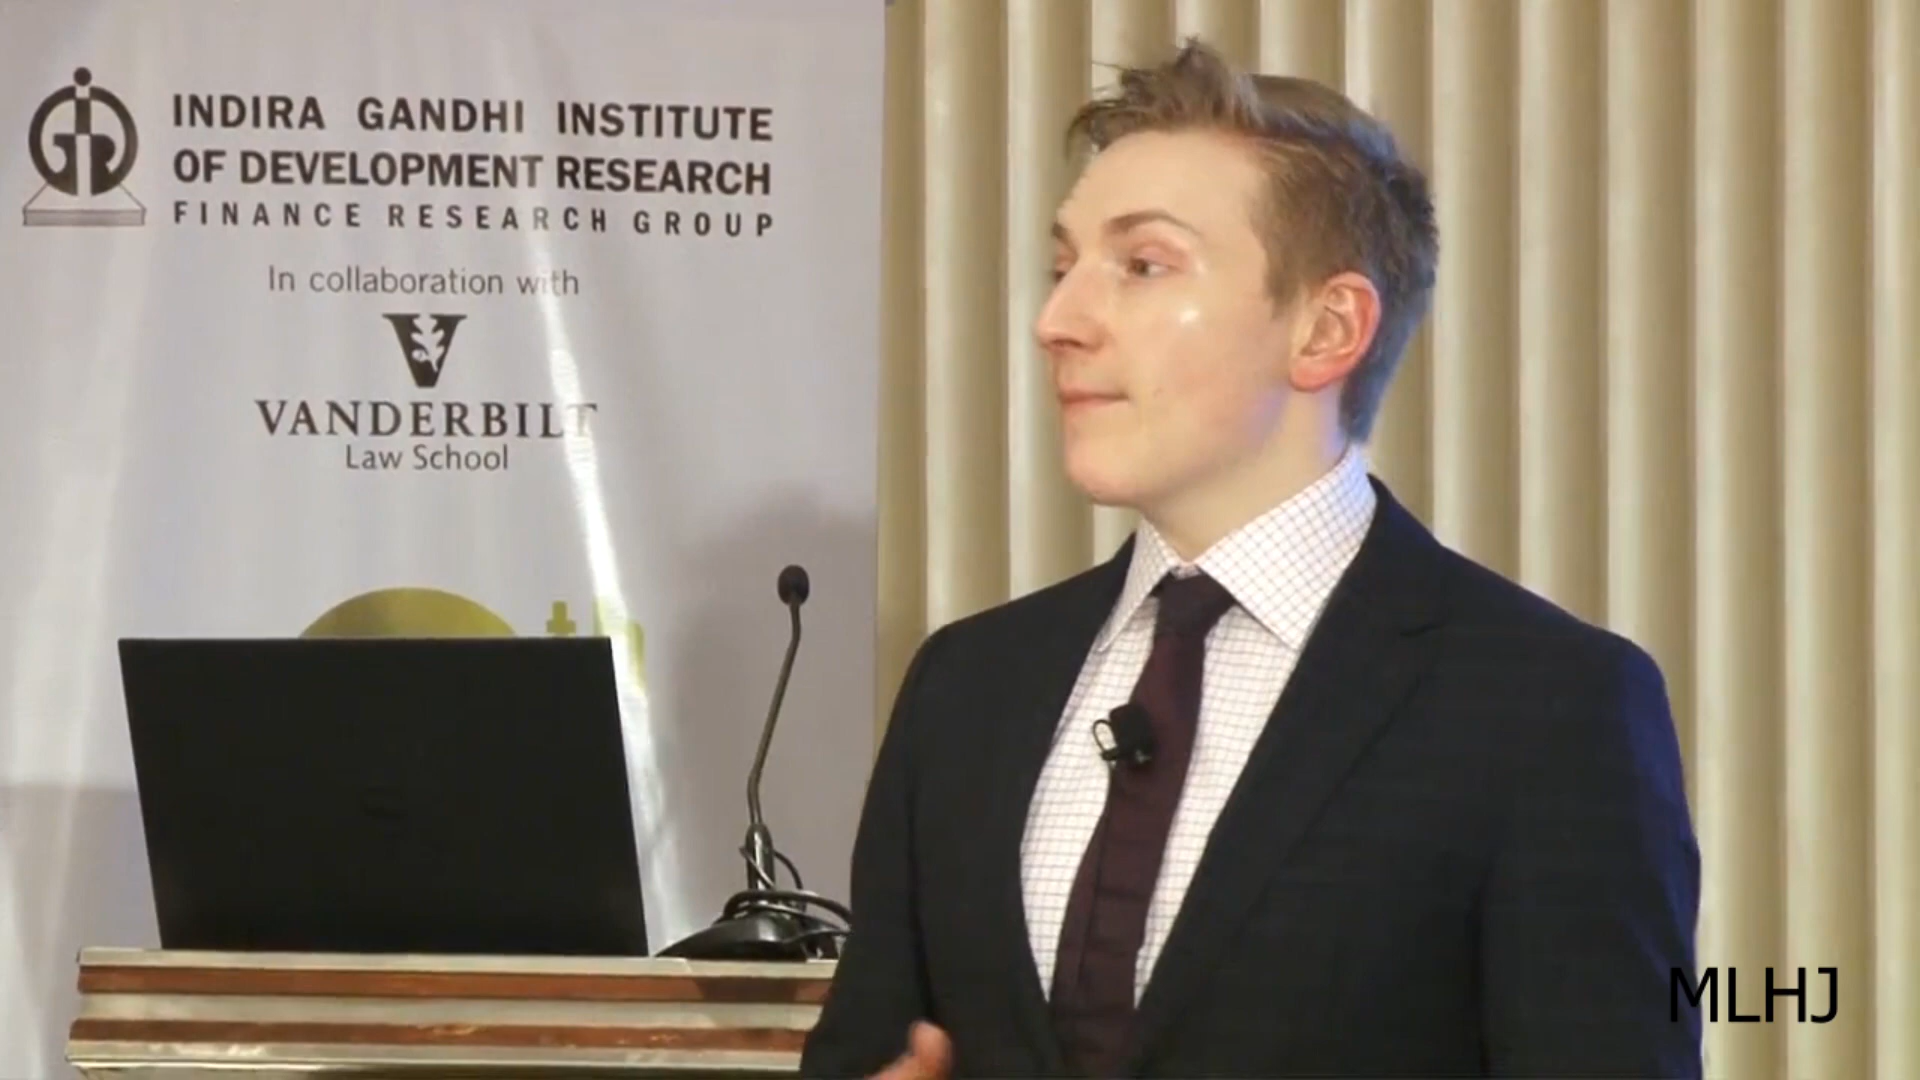 INDIRA GANDHI INSTITUTE
OF DEVELOPMENT RESEARCH
FINANCE RESEARCH GROUP
In collaboration with
V
VANDERBILT
Law School
MLHJ